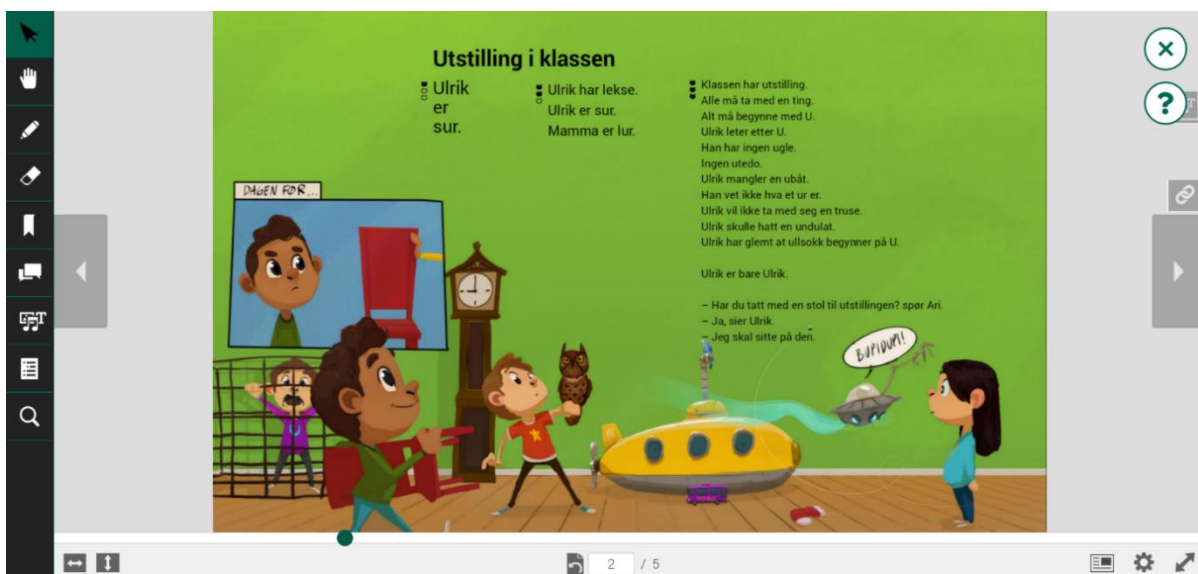 Utstilling i klassen
Ulrik
er
sur.
Ulrik har lekse.
Ulrik er sur.
Mamma er lur.
Klassen har utstilling.
Alle må ta med en ting.
Alt må begynne med U.
Ulrik leter etter U.
Han har ingen ugle.
Ingen utedo.
Ulrik mangler en ubåt.
Han vet ikke hva et ur er.
Ulrik vil ikke ta med seg en truse.
Ulrik skulle hatt en undulat.
Ulrik har glemt at ullsokk begynner på U.
Ulrik er bare Ulrik.
– Har du tatt med en stol til utstillingen? spør Ari.
– Ja, sier Ulrik.
– Jeg skal sitte på den.
DAGEN FØR...
BUPIDUPI!
?
2 / 5